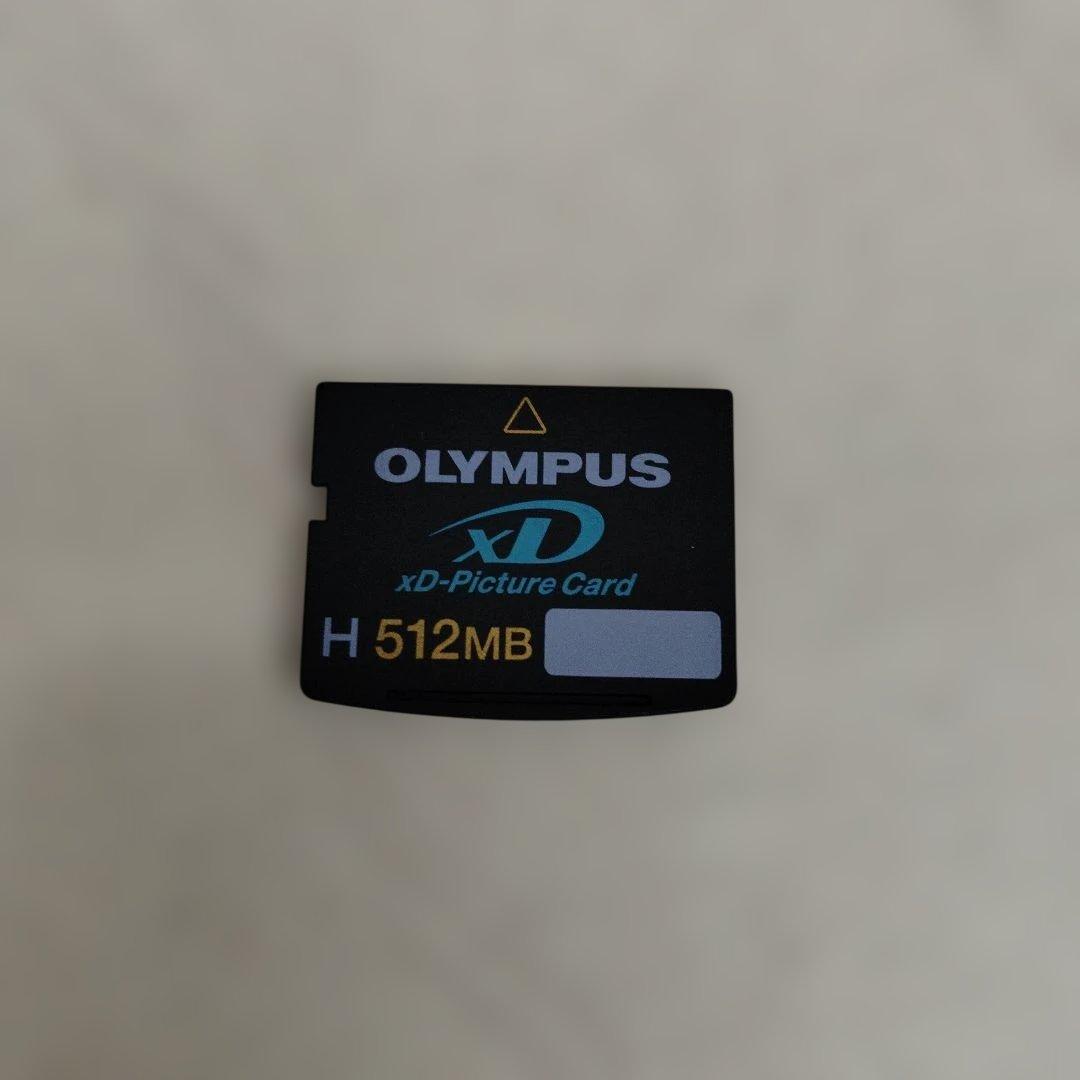 OLYMPUS
xD
xD-Picture Card
H 512MB